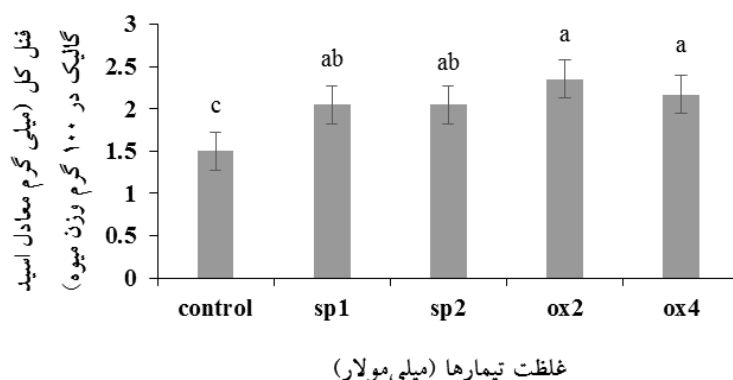 فنل کل (میلی گرم معادل اسید
گالیک در ۱۰۰ گرم وزن میوه)
3
2.5
2
1.5
1
0.5
0
c
ab
ab
a
a
control sp1 sp2 ox2 ox4
غلظت تیمارها (میلی‌مولار)